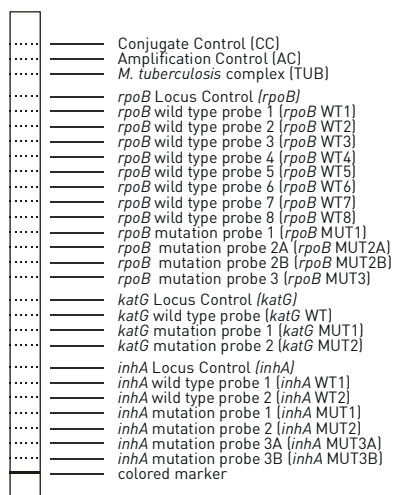 Conjugate Control (CC)
Amplification Control (AC)
M. tuberculosis complex (TUB)
rpoB Locus Control (rpoB)
rpoB wild type probe 1 (rpoB WT1)
rpoB wild type probe 2 (rpoB WT2)
rpoB wild type probe 3 (rpoB WT3)
rpoB wild type probe 4 (rpoB WT4)
rpoB wild type probe 5 (rpoB WT5)
rpoB wild type probe 6 (rpoB WT6)
rpoB wild type probe 7 (rpoB WT7)
rpoB wild type probe 8 (rpoB WT8)
rpoB mutation probe 1 (rpoB MUT1)
rpoB mutation probe 2A (rpoB MUT2A)
rpoB mutation probe 2B (rpoB MUT2B)
rpoB mutation probe 3 (rpoB MUT3)
katG Locus Control (katG)
katG wild type probe (katG WT)
katG mutation probe 1 (katG MUT1)
katG mutation probe 2 (katG MUT2)
inhA Locus Control (inhA)
inhA wild type probe 1 (inhA WT1)
inhA wild type probe 2 (inhA WT2)
inhA mutation probe 1 (inhA MUT1)
inhA mutation probe 2 (inhA MUT2)
inhA mutation probe 3A (inhA MUT3A)
inhA mutation probe 3B (inhA MUT3B)
colored marker